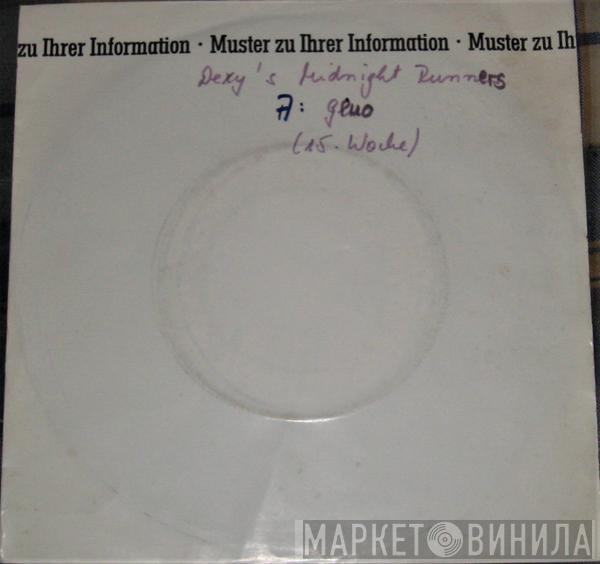 zu Ihrer Information · Muster zu Ihrer Information · Muster zu Ih
Dexy's Midnight Runners
A: Geno
(15. Woche)
МАРКЕТ ВИНИЛА